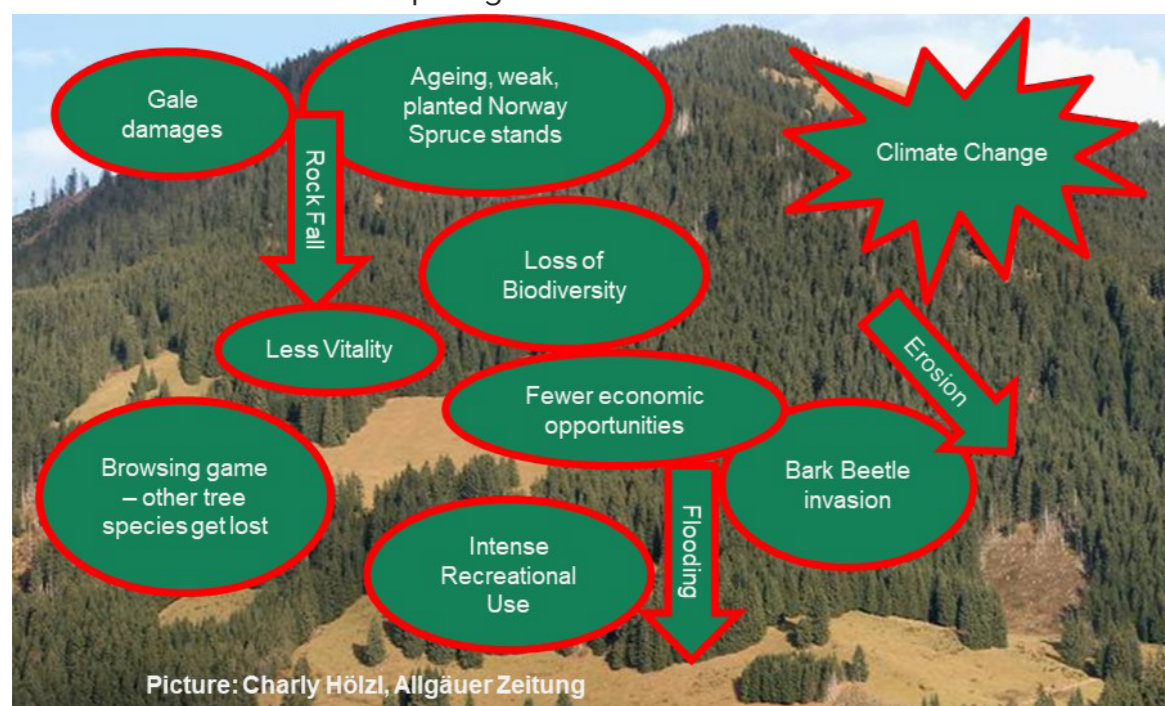 Gale
damages
Ageing, weak,
planted Norway
Spruce stands
Climate Change
Rock Fall
Loss of
Biodiversity
Less Vitality
Erosion
Fewer economic
opportunities
Browsing game
– other tree
species get lost
Bark Beetle
invasion
Flooding
Intense
Recreational
Use
Picture: Charly Hölzl, Allgäuer Zeitung